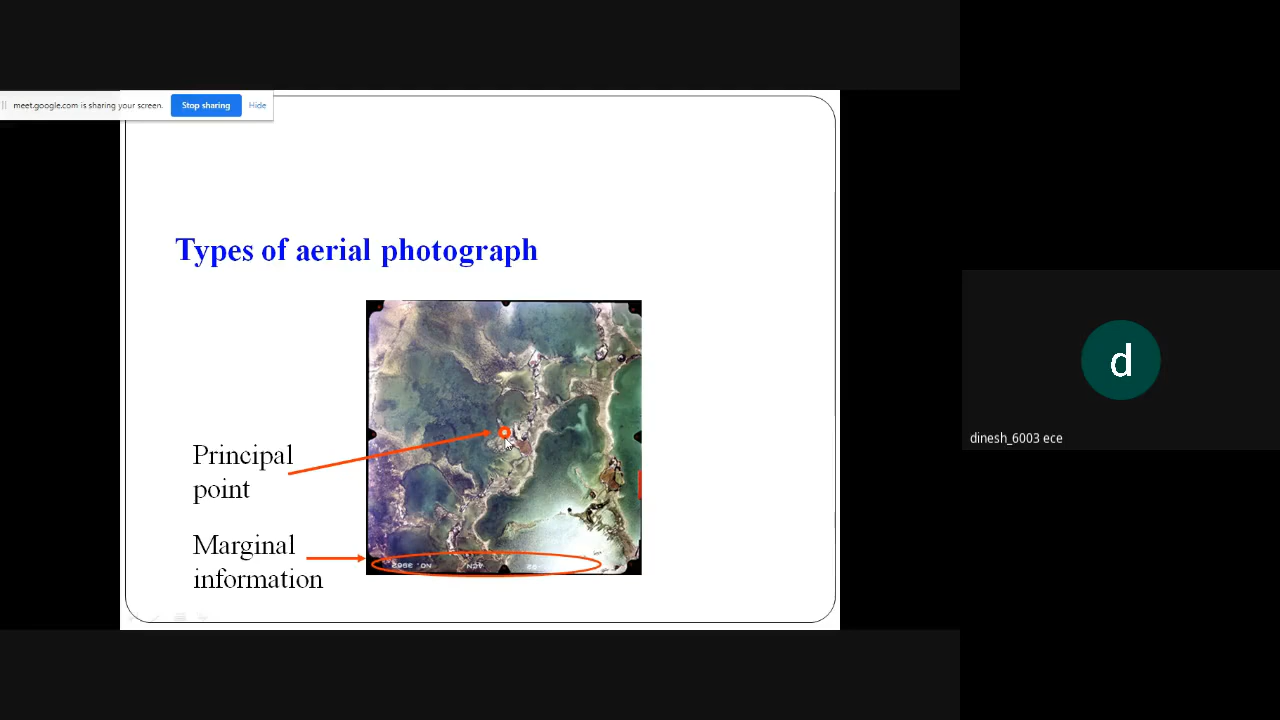 meet.google.com is sharing your screen.
Stop sharing
Hide
Types of aerial photograph
Principal
point
Marginal
information
d
dinesh_6003 ece